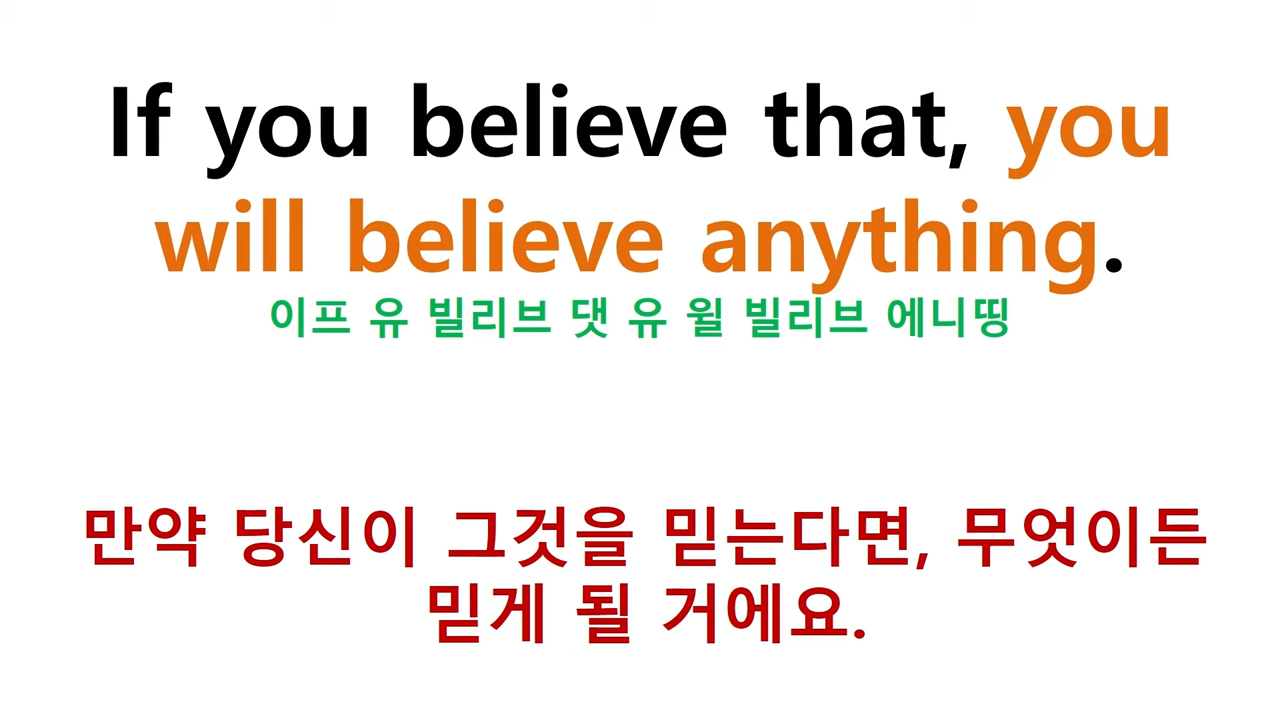 If you believe that, you
will believe anything.
이프 유 빌리브 댓 유 윌 빌리브 에니띵
만약 당신이 그것을 믿는다면, 무엇이든
믿게 될 거에요.